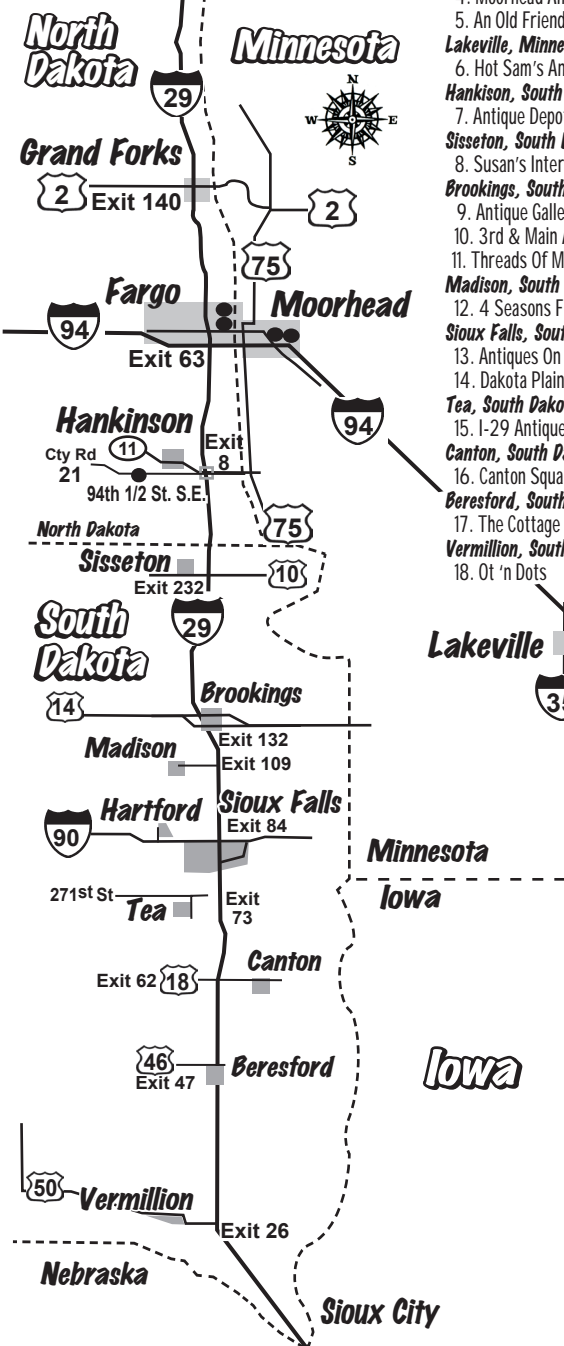 North
Dakota
Minnesota
29
N
W E
S
Grand Forks
2
Exit 140
2
75
Fargo
Moorhead
94
Exit 63
94
Hankinson
11
Exit
8
Cty Rd
21
94th 1/2 St. S.E.
75
North Dakota
Sisseton
10
Exit 232
South
Dakota
29
Brookings
14
Exit 132
Madison
Exit 109
Hartford
Sioux Falls
90
Exit 84
Minnesota
Iowa
271st St
Tea
Exit
73
Canton
Exit 62
18
46
Exit 47
Beresford
Iowa
50
Vermillion
Exit 26
Nebraska
Sioux City
5. An Old Friend
Lakeville, Minne
6. Hot Sam's An
Hankison, South
7. Antique Depo
Sisseton, South
8. Susan's Inter
Brookings, South
9. Antique Galle
10. 3rd & Main
11. Threads Of M
Madison, South
12. 4 Seasons F
Sioux Falls, Sout
13. Antiques On
14. Dakota Plain
Tea, South Dako
15. I-29 Antique
Canton, South Da
16. Canton Squa
Beresford, South
17. The Cottage
Vermillion, South
18. Ot 'n Dots
Lakeville